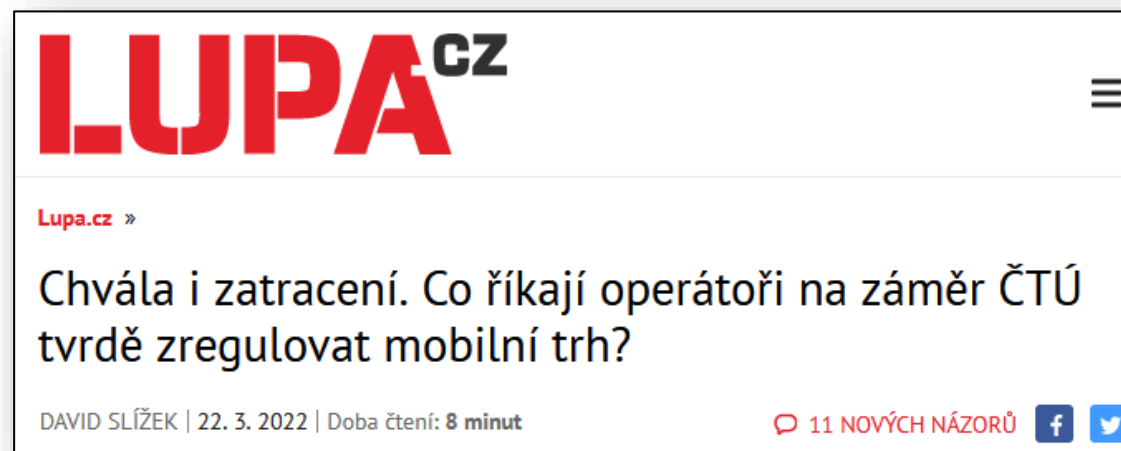 LUPA CZ
Lupa.cz »
Chvála i zatracení. Co říkají operátoři na záměr ČTÚ
tvrdě zregulovat mobilní trh?
DAVID SLÍŽEK | 22. 3. 2022 | Doba čtení: 8 minut
11 NOVÝCH NÁZORŮ